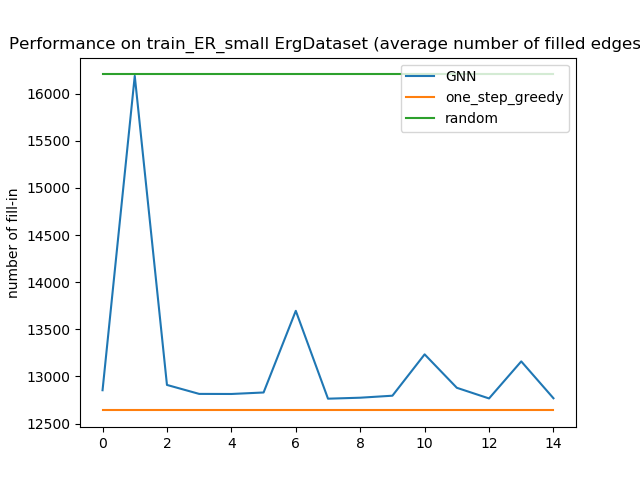 Performance on train_ER_small ErgDataset (average number of filled edges
GNN
one_step_greedy
random
number of fill-in
16000
15500
15000
14500
14000
13500
13000
12500
0 2 4 6 8 10 12 14